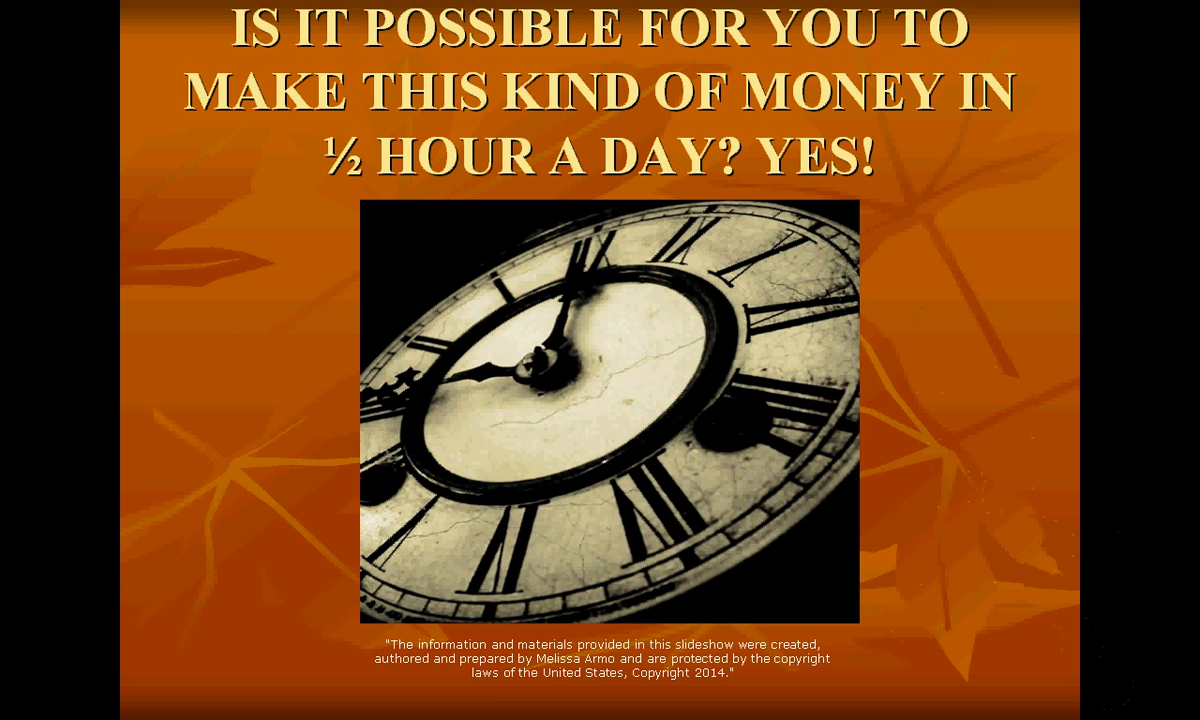 IS IT POSSIBLE FOR YOU TO
MAKE THIS KIND OF MONEY IN
½ HOUR A DAY? YES!
"The information and materials provided in this slideshow were created,
authored and prepared by Melissa Armo and are protected by the copyright
laws of the United States, Copyright 2014."